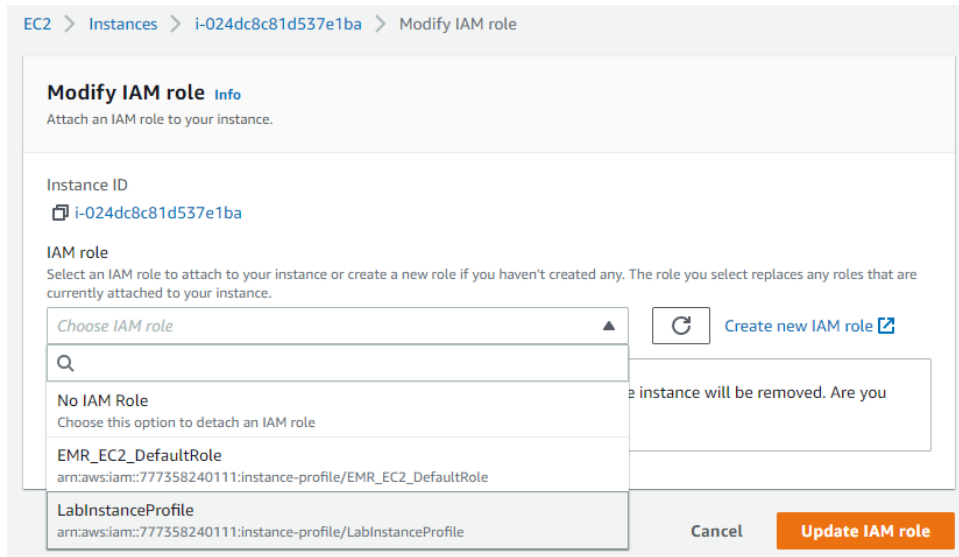 EC2 > Instances > i-024dc8c81d537e1ba > Modify IAM role
Modify IAM role Info
Attach an IAM role to your instance.
Instance ID
i-024dc8c81d537e1ba
IAM role
Select an IAM role to attach to your instance or create a new role if you haven't created any. The role you select replaces any roles that are
currently attached to your instance.
Choose IAM role
Create new IAM role
No IAM Role
Choose this option to detach an IAM role
e instance will be removed. Are you
EMR_EC2_DefaultRole
arn:aws:iam::777358240111:instance-profile/EMR_EC2_DefaultRole
LabInstanceProfile
arn:aws:iam::777358240111:instance-profile/LabInstanceProfile
Cancel
Update IAM role